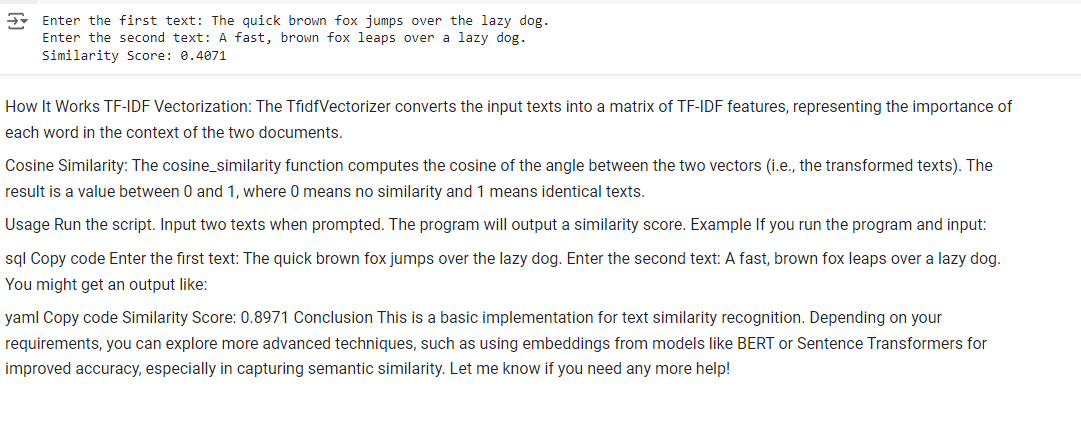 Enter the first text: The quick brown fox jumps over the lazy dog.
Enter the second text: A fast, brown fox leaps over a lazy dog.
Similarity Score: 0.4071
How It Works TF-IDF Vectorization: The TfidfVectorizer converts the input texts into a matrix of TF-IDF features, representing the importance of
each word in the context of the two documents.
Cosine Similarity: The cosine_similarity function computes the cosine of the angle between the two vectors (i.e., the transformed texts). The
result is a value between 0 and 1, where 0 means no similarity and 1 means identical texts.
Usage Run the script. Input two texts when prompted. The program will output a similarity score. Example If you run the program and input:
sql Copy code Enter the first text: The quick brown fox jumps over the lazy dog. Enter the second text: A fast, brown fox leaps over a lazy dog.
You might get an output like:
yaml Copy code Similarity Score: 0.8971 Conclusion This is a basic implementation for text similarity recognition. Depending on your
requirements, you can explore more advanced techniques, such as using embeddings from models like BERT or Sentence Transformers for
improved accuracy, especially in capturing semantic similarity. Let me know if you need any more help!